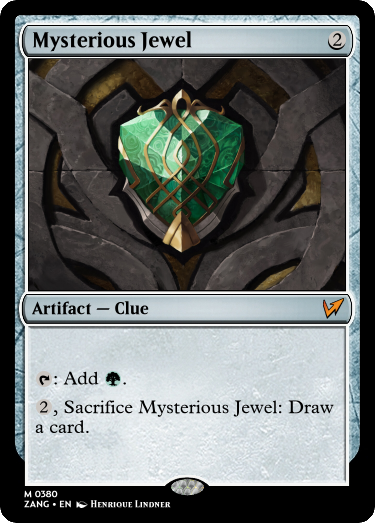 Mysterious Jewel 2
Artifact — Clue
: Add .
2, Sacrifice Mysterious Jewel: Draw
a card.
M 0380
ZANG • EN Henrique Lindner